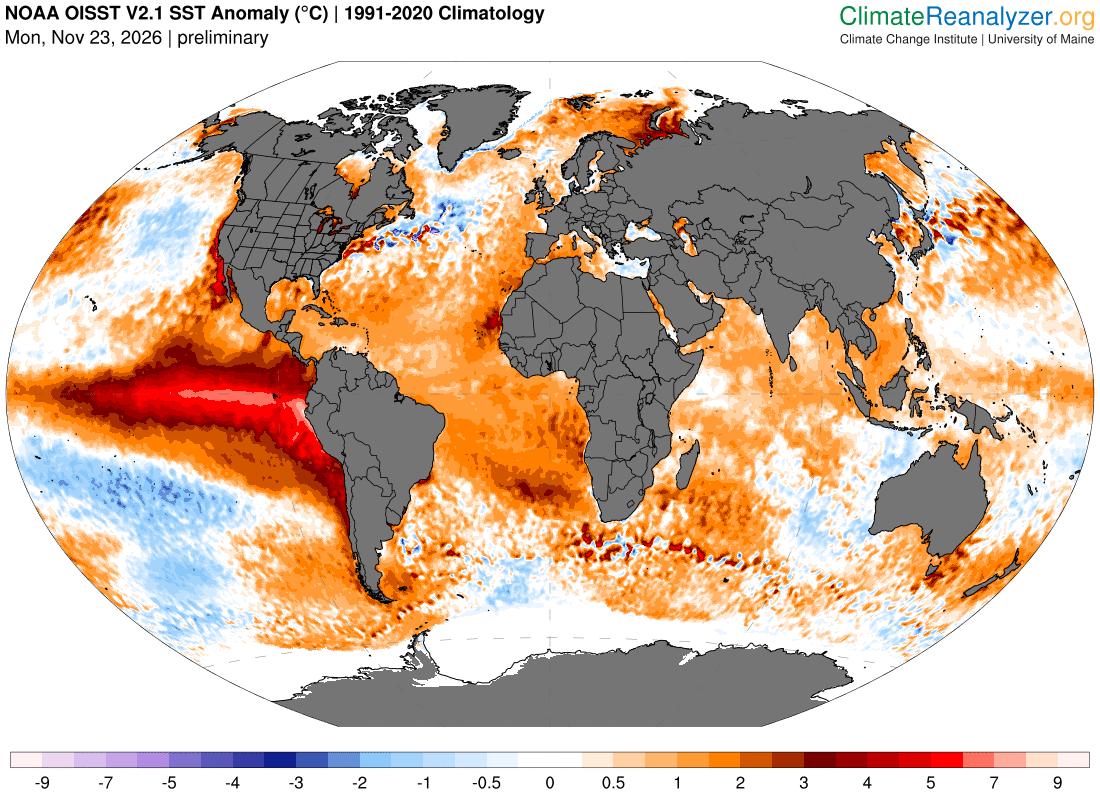 NOAA OISST V2.1 SST Anomaly (°C) | 1991-2020 Climatology
Mon, Nov 23, 2026 | preliminary
ClimateReanalyzer.org
Climate Change Institute | University of Maine
-9 -7 -5 -4 -3 -2 -1 -0.5 0 0.5 1 2 3 4 5 7 9